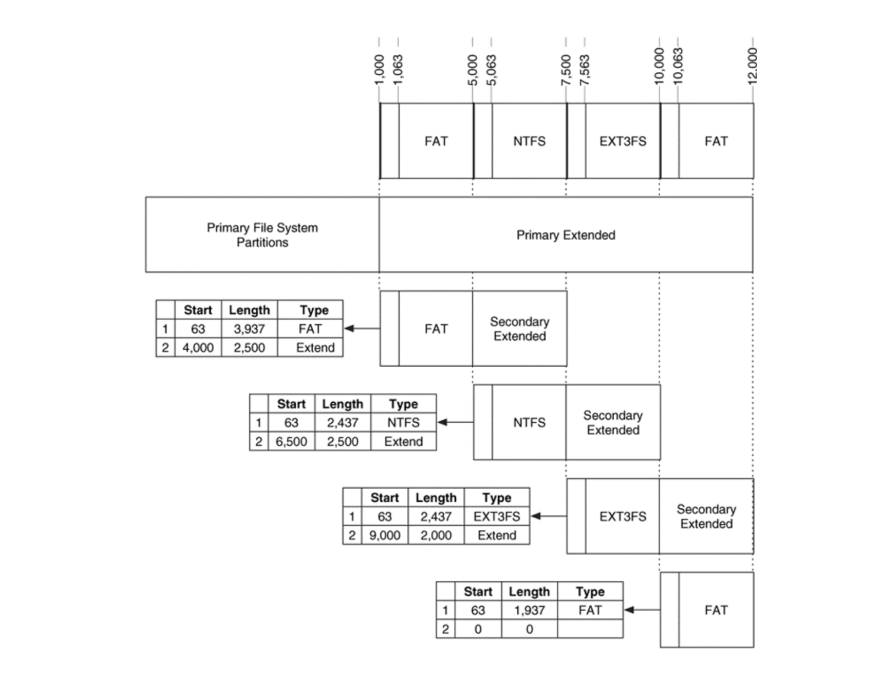 1,000
1,063
5,000
5,063
7,500
7,563
10,000
10,063
12,000
FAT
NTFS
EXT3FS
FAT
Primary File System
Partitions
Primary Extended
Start Length Type
1 63 3,937 FAT
2 4,000 2,500 Extend
FAT
Secondary
Extended
Start Length Type
1 63 2,437 NTFS
2 6,500 2,500 Extend
NTFS
Secondary
Extended
Start Length Type
1 63 2,437 EXT3FS
2 9,000 2,000 Extend
EXT3FS
Secondary
Extended
Start Length Type
1 63 1,937 FAT
2 0 0
FAT